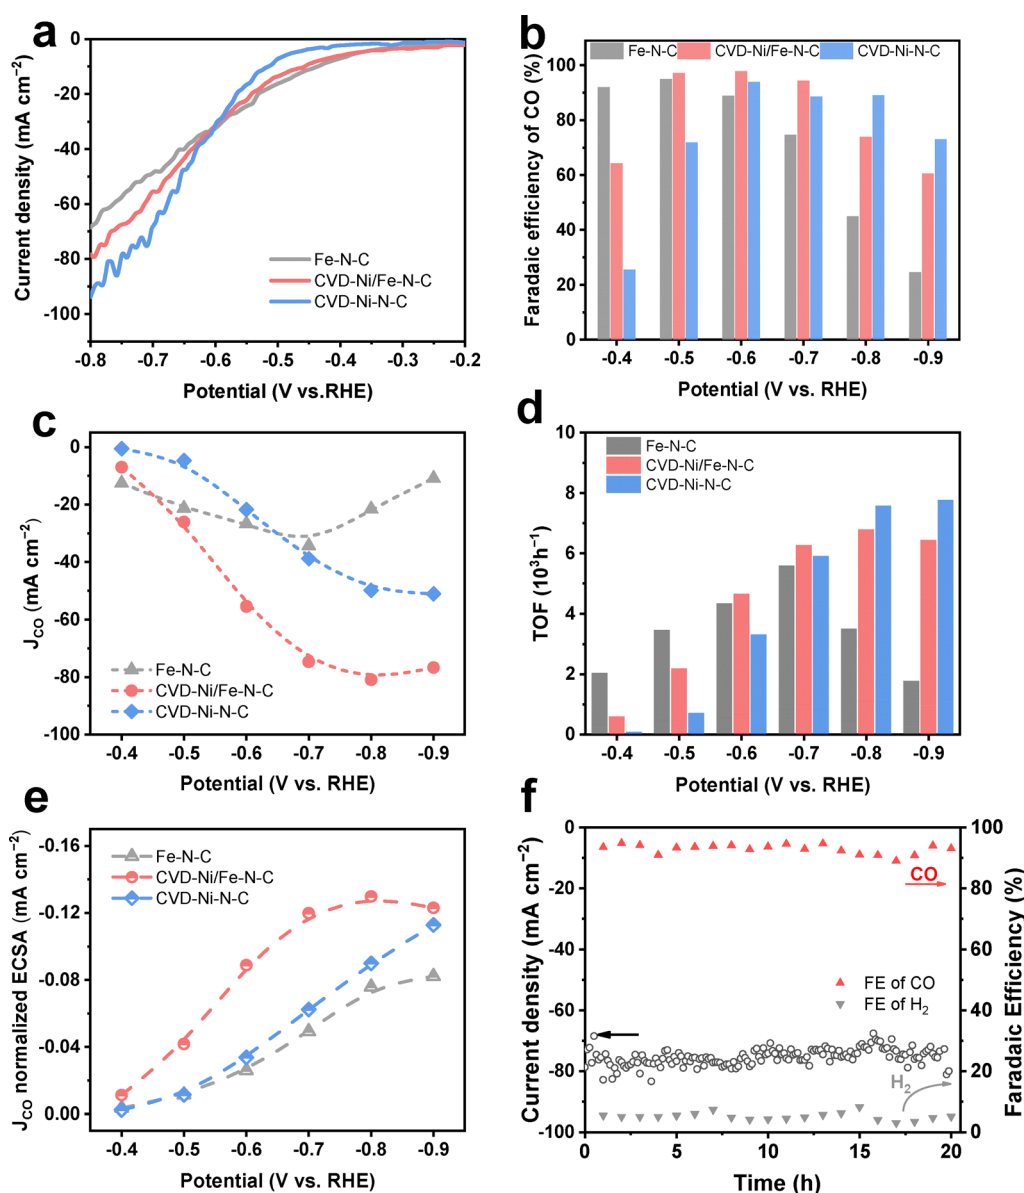 a
Current density (mA cm⁻²)
0
-20
-40
-60
-80
-100
Fe-N-C
CVD-Ni/Fe-N-C
CVD-Ni-N-C
-0.8 -0.7 -0.6 -0.5 -0.4 -0.3 -0.2
Potential (V vs.RHE)
b
Faradaic efficiency of CO (%)
Fe-N-C CVD-Ni/Fe-N-C CVD-Ni-N-C
100
80
60
40
20
0
-0.4 -0.5 -0.6 -0.7 -0.8 -0.9
Potential (V vs. RHE)
c
J_CO (mA cm⁻²)
0
-20
-40
-60
-80
-100
Fe-N-C
CVD-Ni/Fe-N-C
CVD-Ni-N-C
-0.4 -0.5 -0.6 -0.7 -0.8 -0.9
Potential (V vs. RHE)
d
TOF (10³h⁻¹)
10
8
6
4
2
0
Fe-N-C
CVD-Ni/Fe-N-C
CVD-Ni-N-C
-0.4 -0.5 -0.6 -0.7 -0.8 -0.9
Potential (V vs. RHE)
e
J_CO normalized ECSA (mA cm⁻²)
-0.16
-0.12
-0.08
-0.04
0.00
Fe-N-C
CVD-Ni/Fe-N-C
CVD-Ni-N-C
-0.4 -0.5 -0.6 -0.7 -0.8 -0.9
Potential (V vs. RHE)
f
Current density (mA cm⁻²)
0
-20
-40
-60
-80
-100
CO
FE of CO
FE of H₂
H₂
100
80
60
40
20
0
Faradaic Efficiency (%)
0 5 10 15 20
Time (h)